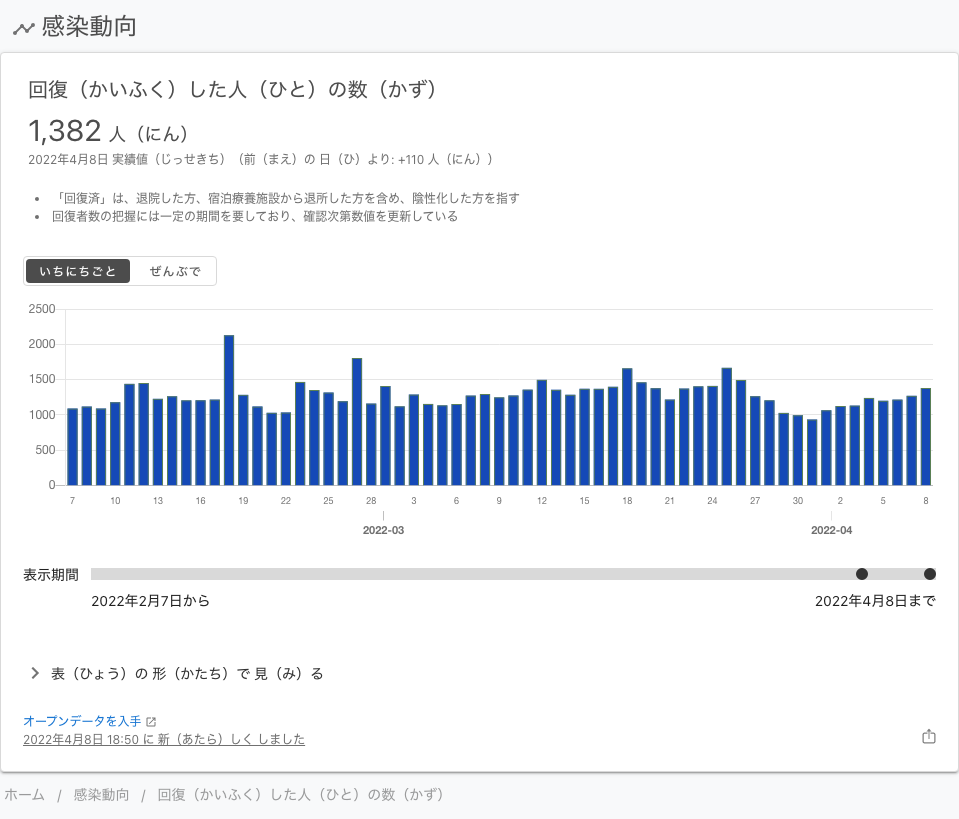 感染動向
回復（かいふく）した人（ひと）の数（かず）
1,382 人（にん）
2022年4月8日 実績値（じっせきち）（前（まえ）の 日（ひ）より: +110 人（にん））
• 「回復済」は、退院した方、宿泊療養施設から退所した方を含め、陰性化した方を指す
• 回復者数の把握には一定の期間を要しており、確認次第数値を更新している
いちにちごと ぜんぶで
2500
2000
1500
1000
500
0
7 10 13 16 19 22 25 28 3 6 9 12 15 18 21 24 27 30 2 5 8
2022-03 2022-04
表示期間
2022年2月7日から 2022年4月8日まで
表（ひょう）の 形（かたち）で 見（み）る
オープンデータを入手
2022年4月8日 18:50 に 新（あたら）しく しました
ホーム / 感染動向 / 回復（かいふく）した人（ひと）の数（かず）